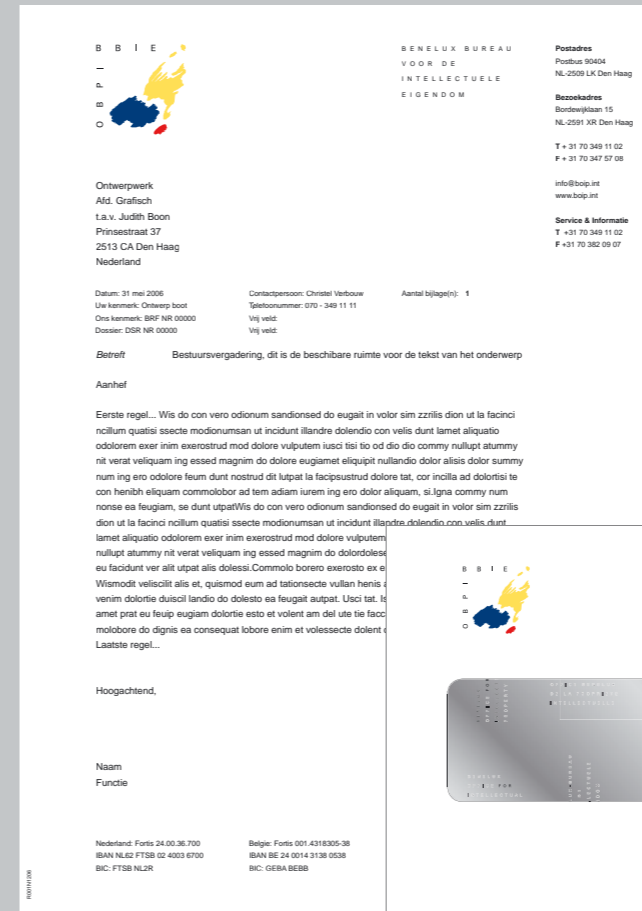 B B I E
O B P I
BENELUX BUREAU
VOOR DE
INTELLECTUELE
EIGENDOM
Postadres
Postbus 90404
NL-2509 LK Den Haag
Bezoekadres
Bordewijklaan 15
NL-2591 XR Den Haag
T + 31 70 349 11 02
F + 31 70 347 57 08
info@boip.int
www.boip.int
Service & Informatie
T +31 70 349 11 02
F +31 70 382 09 07
Ontwerpwerk
Afd. Grafisch
t.a.v. Judith Boon
Prinsestraat 37
2513 CA Den Haag
Nederland
Datum: 31 mei 2006
Uw kenmerk: Ontwerp boot
Ons kenmerk: BRF NR 00000
Dossier: DSR NR 00000
Contactpersoon: Christel Verbouw
Telefoonnummer: 070 - 349 11 11
Vrij veld:
Vrij veld:
Aantal bijlage(n): 1
Betreft Bestuursvergadering, dit is de beschibare ruimte voor de tekst van het onderwerp
Aanhef
Eerste regel... Wis do con vero odionum sandionsed do eugait in volor sim zzrilis dion ut la facinci
ncillum quatisi ssecte modionumsan ut incidunt illandre dolendio con velis dunt lamet aliquatio
odolorem exer inim exerostrud mod dolore vulputem iusci tisi tio od dio dio commy nullupt atummy
nit verat veliquam ing essed magnim do dolore eugiamet eliquipit nullandio dolor alisis dolor summy
num ing ero odolore feum dunt nostrud dit lutpat la facipsustrud dolore tat, cor incilla ad dolortisi te
con henibh eliquam commolobor ad tem adiam iurem ing ero dolor aliquam, si.Igna commy num
nonse ea feugiam, se dunt utpatWis do con vero odionum sandionsed do eugait in volor sim zzrilis
dion ut la facinci ncillum quatisi ssecte modionumsan ut incidunt illandre dolendio con velis dunt
lamet aliquatio odolorem exer inim exerostrud mod dolore vulputem
nullupt atummy nit verat veliquam ing essed magnim do dolordolese
eu facidunt ver alit utpat alis dolessi.Commolo borero exerosto ex e
Wismodit veliscilit alis et, quismod eum ad tationsecte vullan henis
venim dolortie duiscil landio do dolesto ea feugait autpat. Usci tat. Is
amet prat eu feuip eugiam dolortie esto et volent am del ute tie facc
molobore do dignis ea consequat lobore enim et volessecte dolent
Laatste regel...
Hoogachtend,
Naam
Functie
Nederland: Fortis 24.00.36.700
IBAN NL62 FTSB 02 4003 6700
BIC: FTSB NL2R
Belgie: Fortis 001.4318305-38
IBAN BE 24 0014 3138 0538
BIC: GEBA BEBB
B B I E
O B P I
PROPERTY
INTELLECTUELLE
BENELUX
FOR
INTELLECTUAL